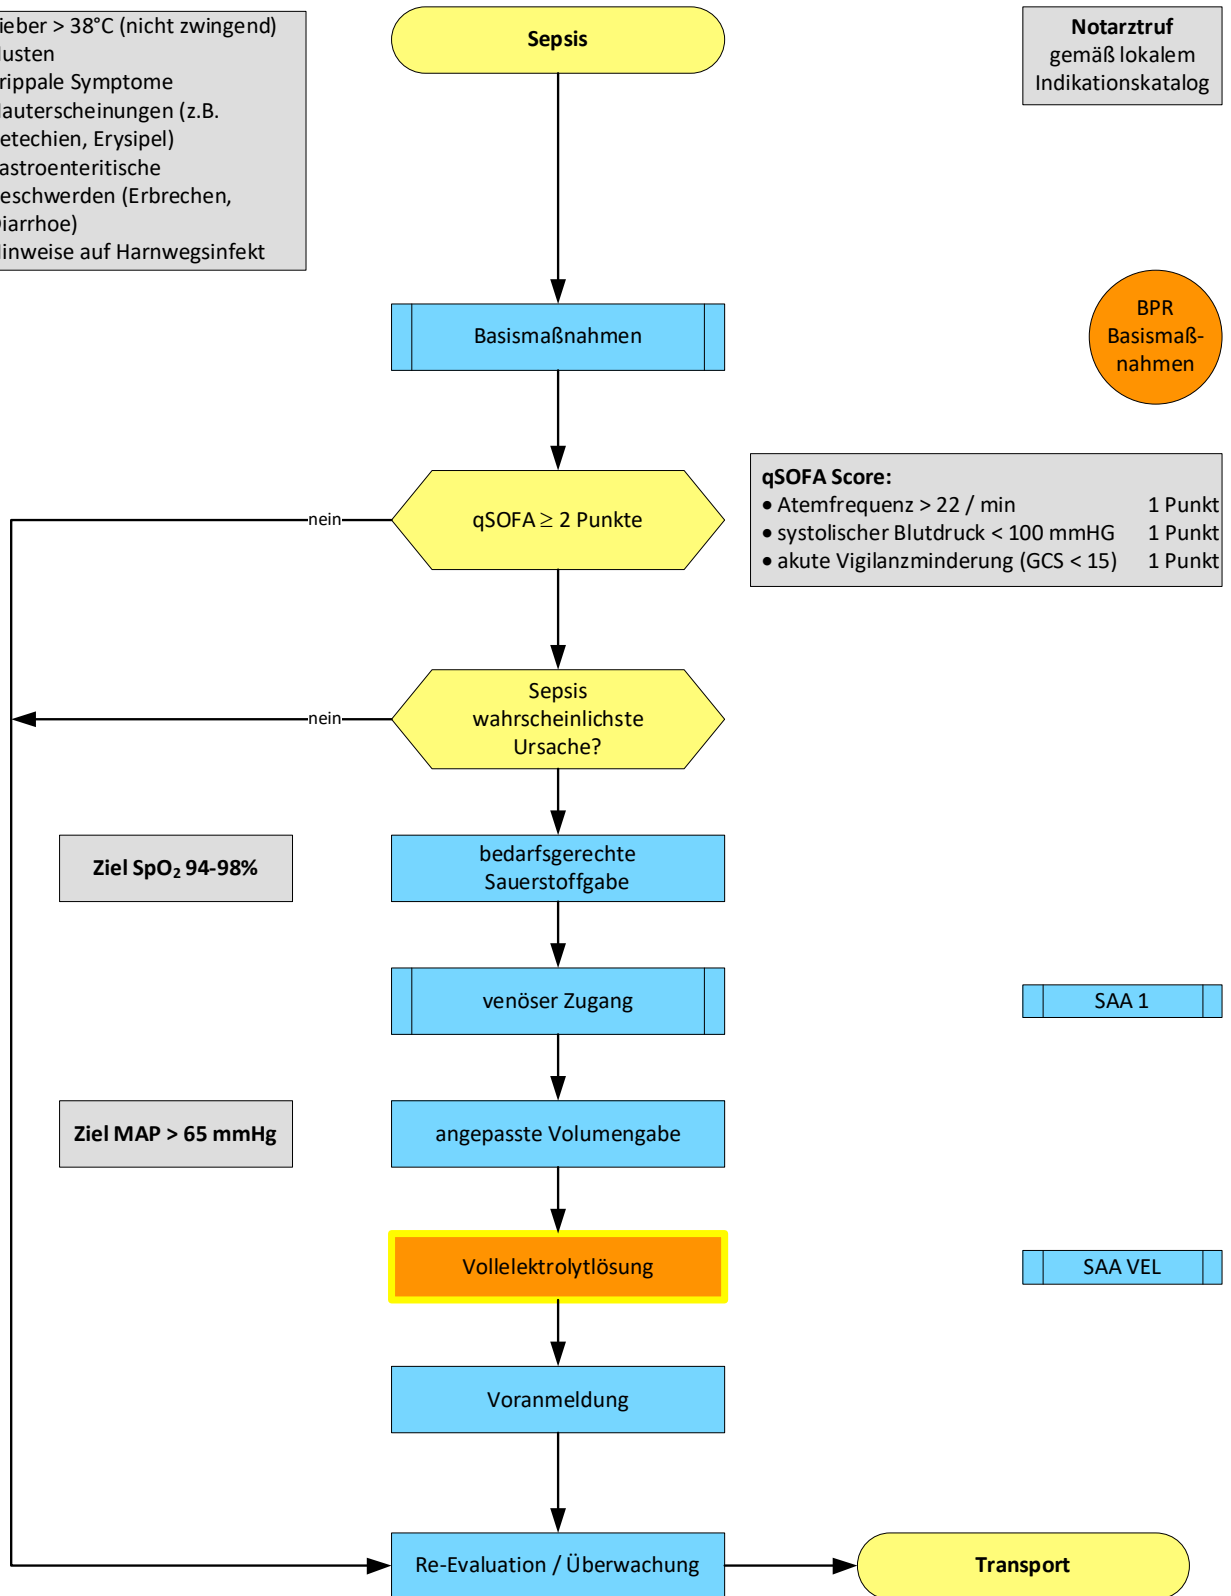 ieber > 38°C (nicht zwingend)
usten
rippale Symptome
auterscheinungen (z.B.
etechien, Erysipel)
astroenteritische
eschwerden (Erbrechen,
iarrhoe)
inweise auf Harnwegsinfekt
Sepsis
Notarztruf
gemäß lokalem
Indikationskatalog
Basismaßnahmen
BPR
Basismaß-
nahmen
qSOFA ≥ 2 Punkte
nein
qSOFA Score:
• Atemfrequenz > 22 / min 1 Punkt
• systolischer Blutdruck < 100 mmHG 1 Punkt
• akute Vigilanzminderung (GCS < 15) 1 Punkt
Sepsis
wahrscheinlichste
Ursache?
nein
Ziel SpO₂ 94-98%
bedarfsgerechte
Sauerstoffgabe
venöser Zugang
SAA 1
Ziel MAP > 65 mmHg
angepasste Volumengabe
Vollelektrolytlösung
SAA VEL
Voranmeldung
Re-Evaluation / Überwachung
Transport